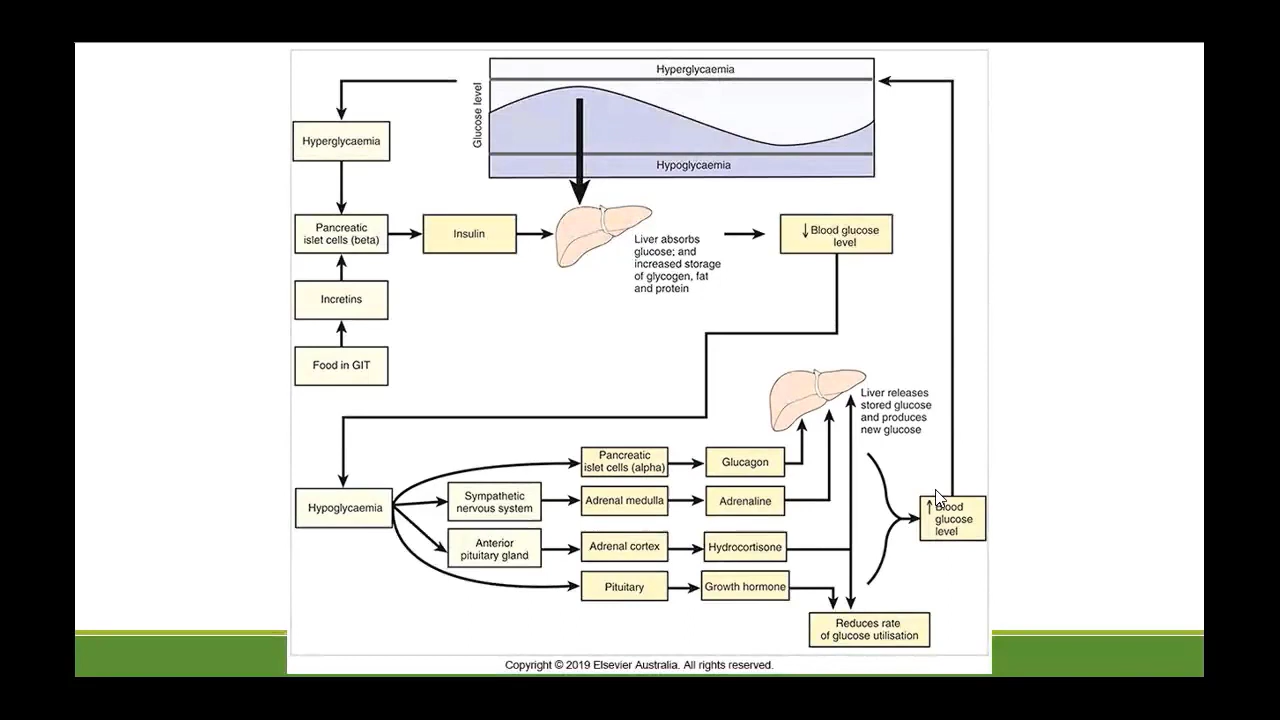 Hyperglycaemia
Glucose level
Hypoglycaemia
Hyperglycaemia
Pancreatic
islet cells (beta)
Insulin
Liver absorbs
glucose; and
increased storage
of glycogen, fat
and protein
↓Blood glucose
level
Incretins
Food in GIT
Liver releases
stored glucose
and produces
new glucose
Hypoglycaemia
Pancreatic
islet cells (alpha)
Glucagon
Sympathetic
nervous system
Adrenal medulla
Adrenaline
Anterior
pituitary gland
Adrenal cortex
Hydrocortisone
Pituitary
Growth hormone
↑Blood
glucose
level
Reduces rate
of glucose utilisation
Copyright © 2019 Elsevier Australia. All rights reserved.